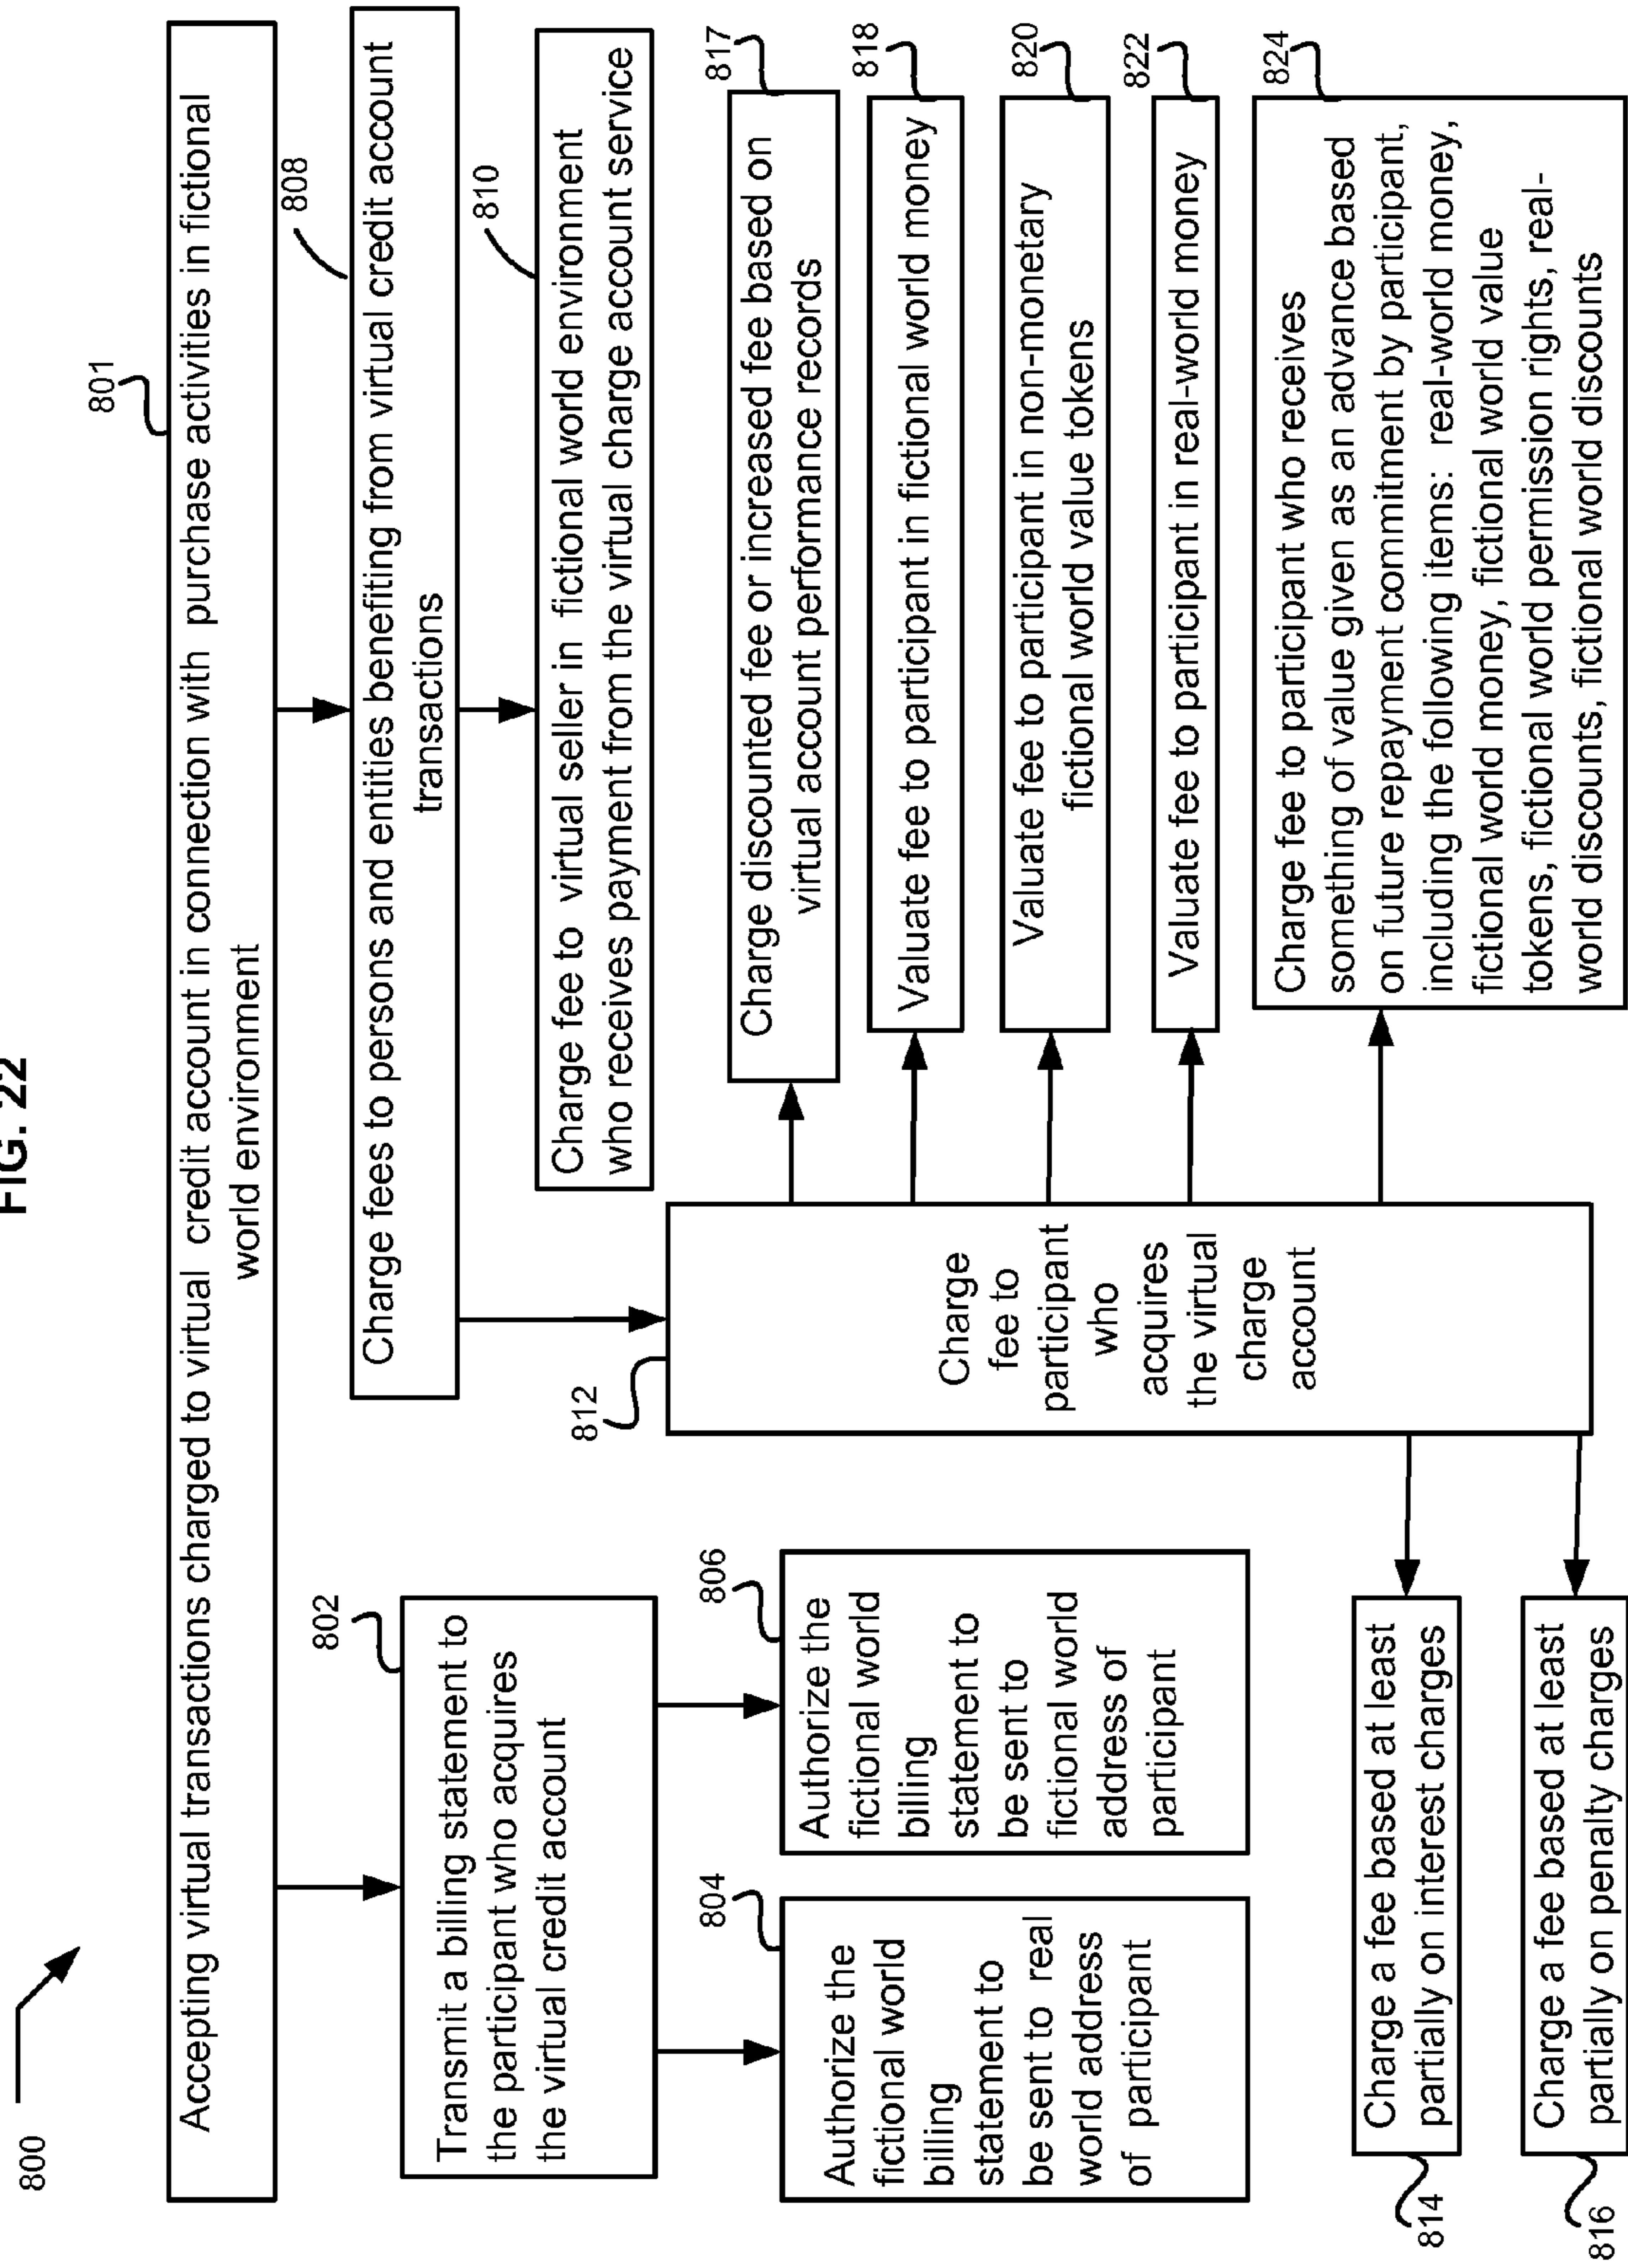 FIG. 22
800
801
Accepting virtual transactions charged to virtual credit account in connection with purchase activities in fictional
world environment
802
Transmit a billing statement to
the participant who acquires
the virtual credit account
804
Authorize the
fictional world
billing
statement to
be sent to real
world address
of participant
806
Authorize the
fictional world
billing
statement to
be sent to
fictional world
address of
participant
808
Charge fees to persons and entities benefiting from virtual credit account
transactions
810
Charge fee to virtual seller in fictional world environment
who receives payment from the virtual charge account service
812
Charge
fee to
participant
who
acquires
the virtual
charge
account
814
Charge a fee based at least
partially on interest charges
816
Charge a fee based at least
partially on penalty charges
817
Charge discounted fee or increased fee based on
virtual account performance records
818
Valuate fee to participant in fictional world money
820
Valuate fee to participant in non-monetary
fictional world value tokens
822
Valuate fee to participant in real-world money
824
Charge fee to participant who receives
something of value given as an advance based
on future repayment commitment by participant,
including the following items: real-world money,
fictional world money, fictional world value
tokens, fictional world permission rights, real-
world discounts, fictional world discounts